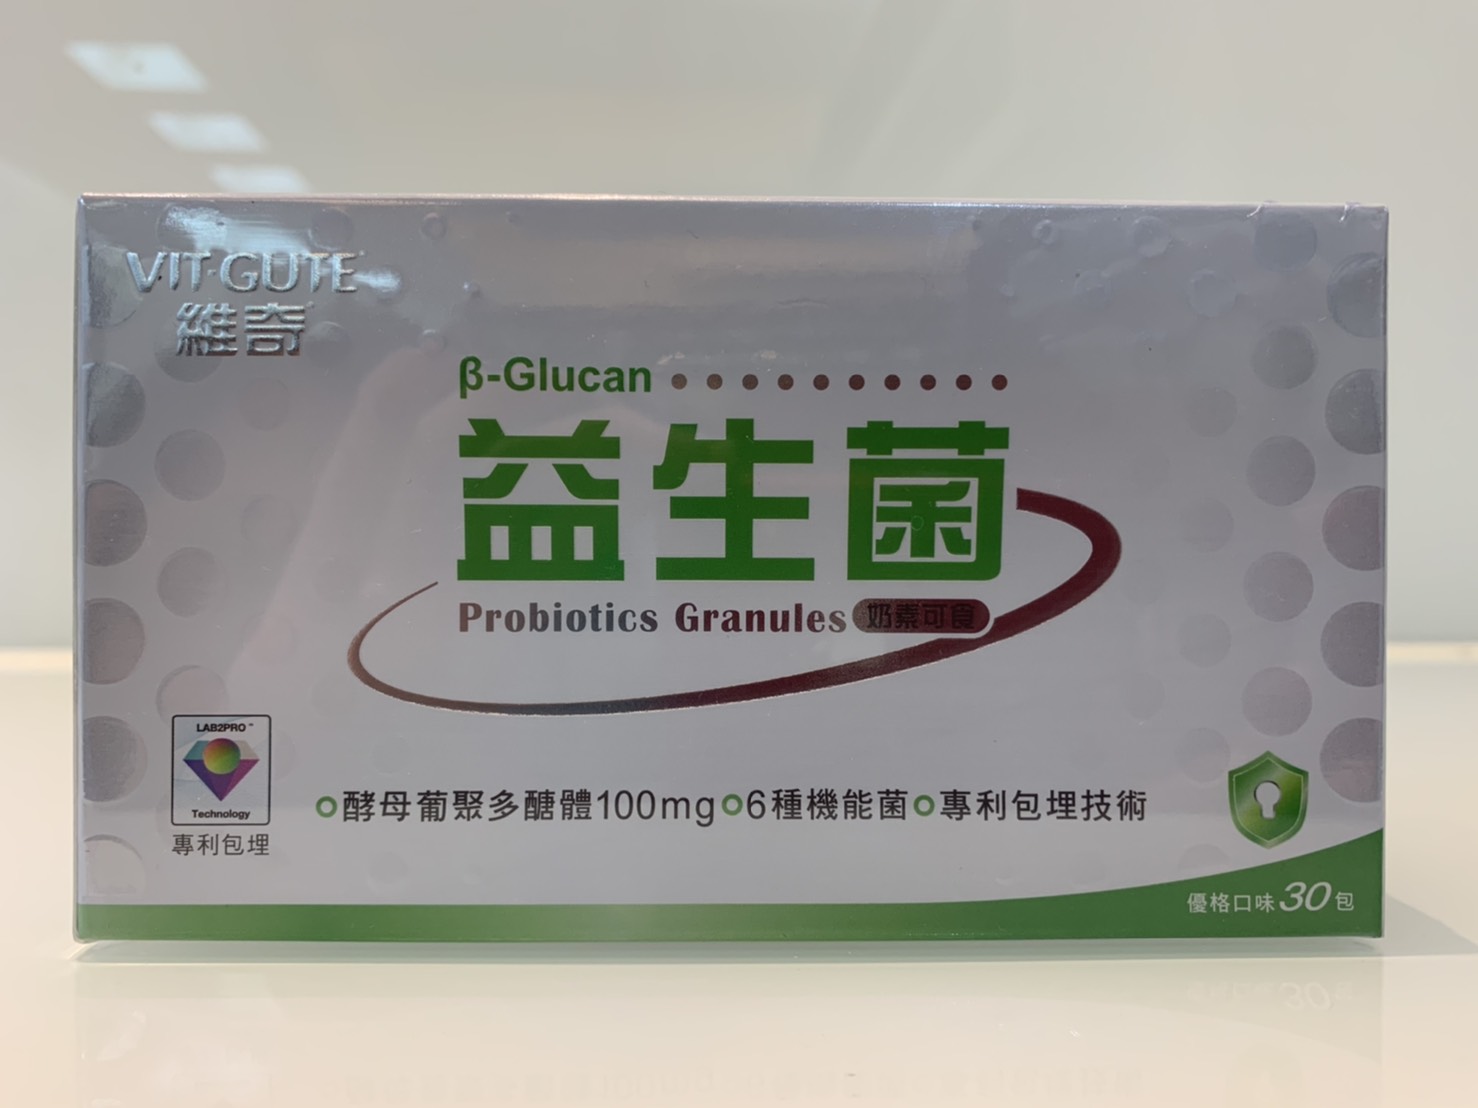 VIT·GUTE
維奇
β-Glucan
益生菌
Probiotics Granules 奶素可食
LAB2PRO™
Technology
專利包埋
酵母葡聚多醣體100mg 6種機能菌 專利包埋技術
優格口味30包